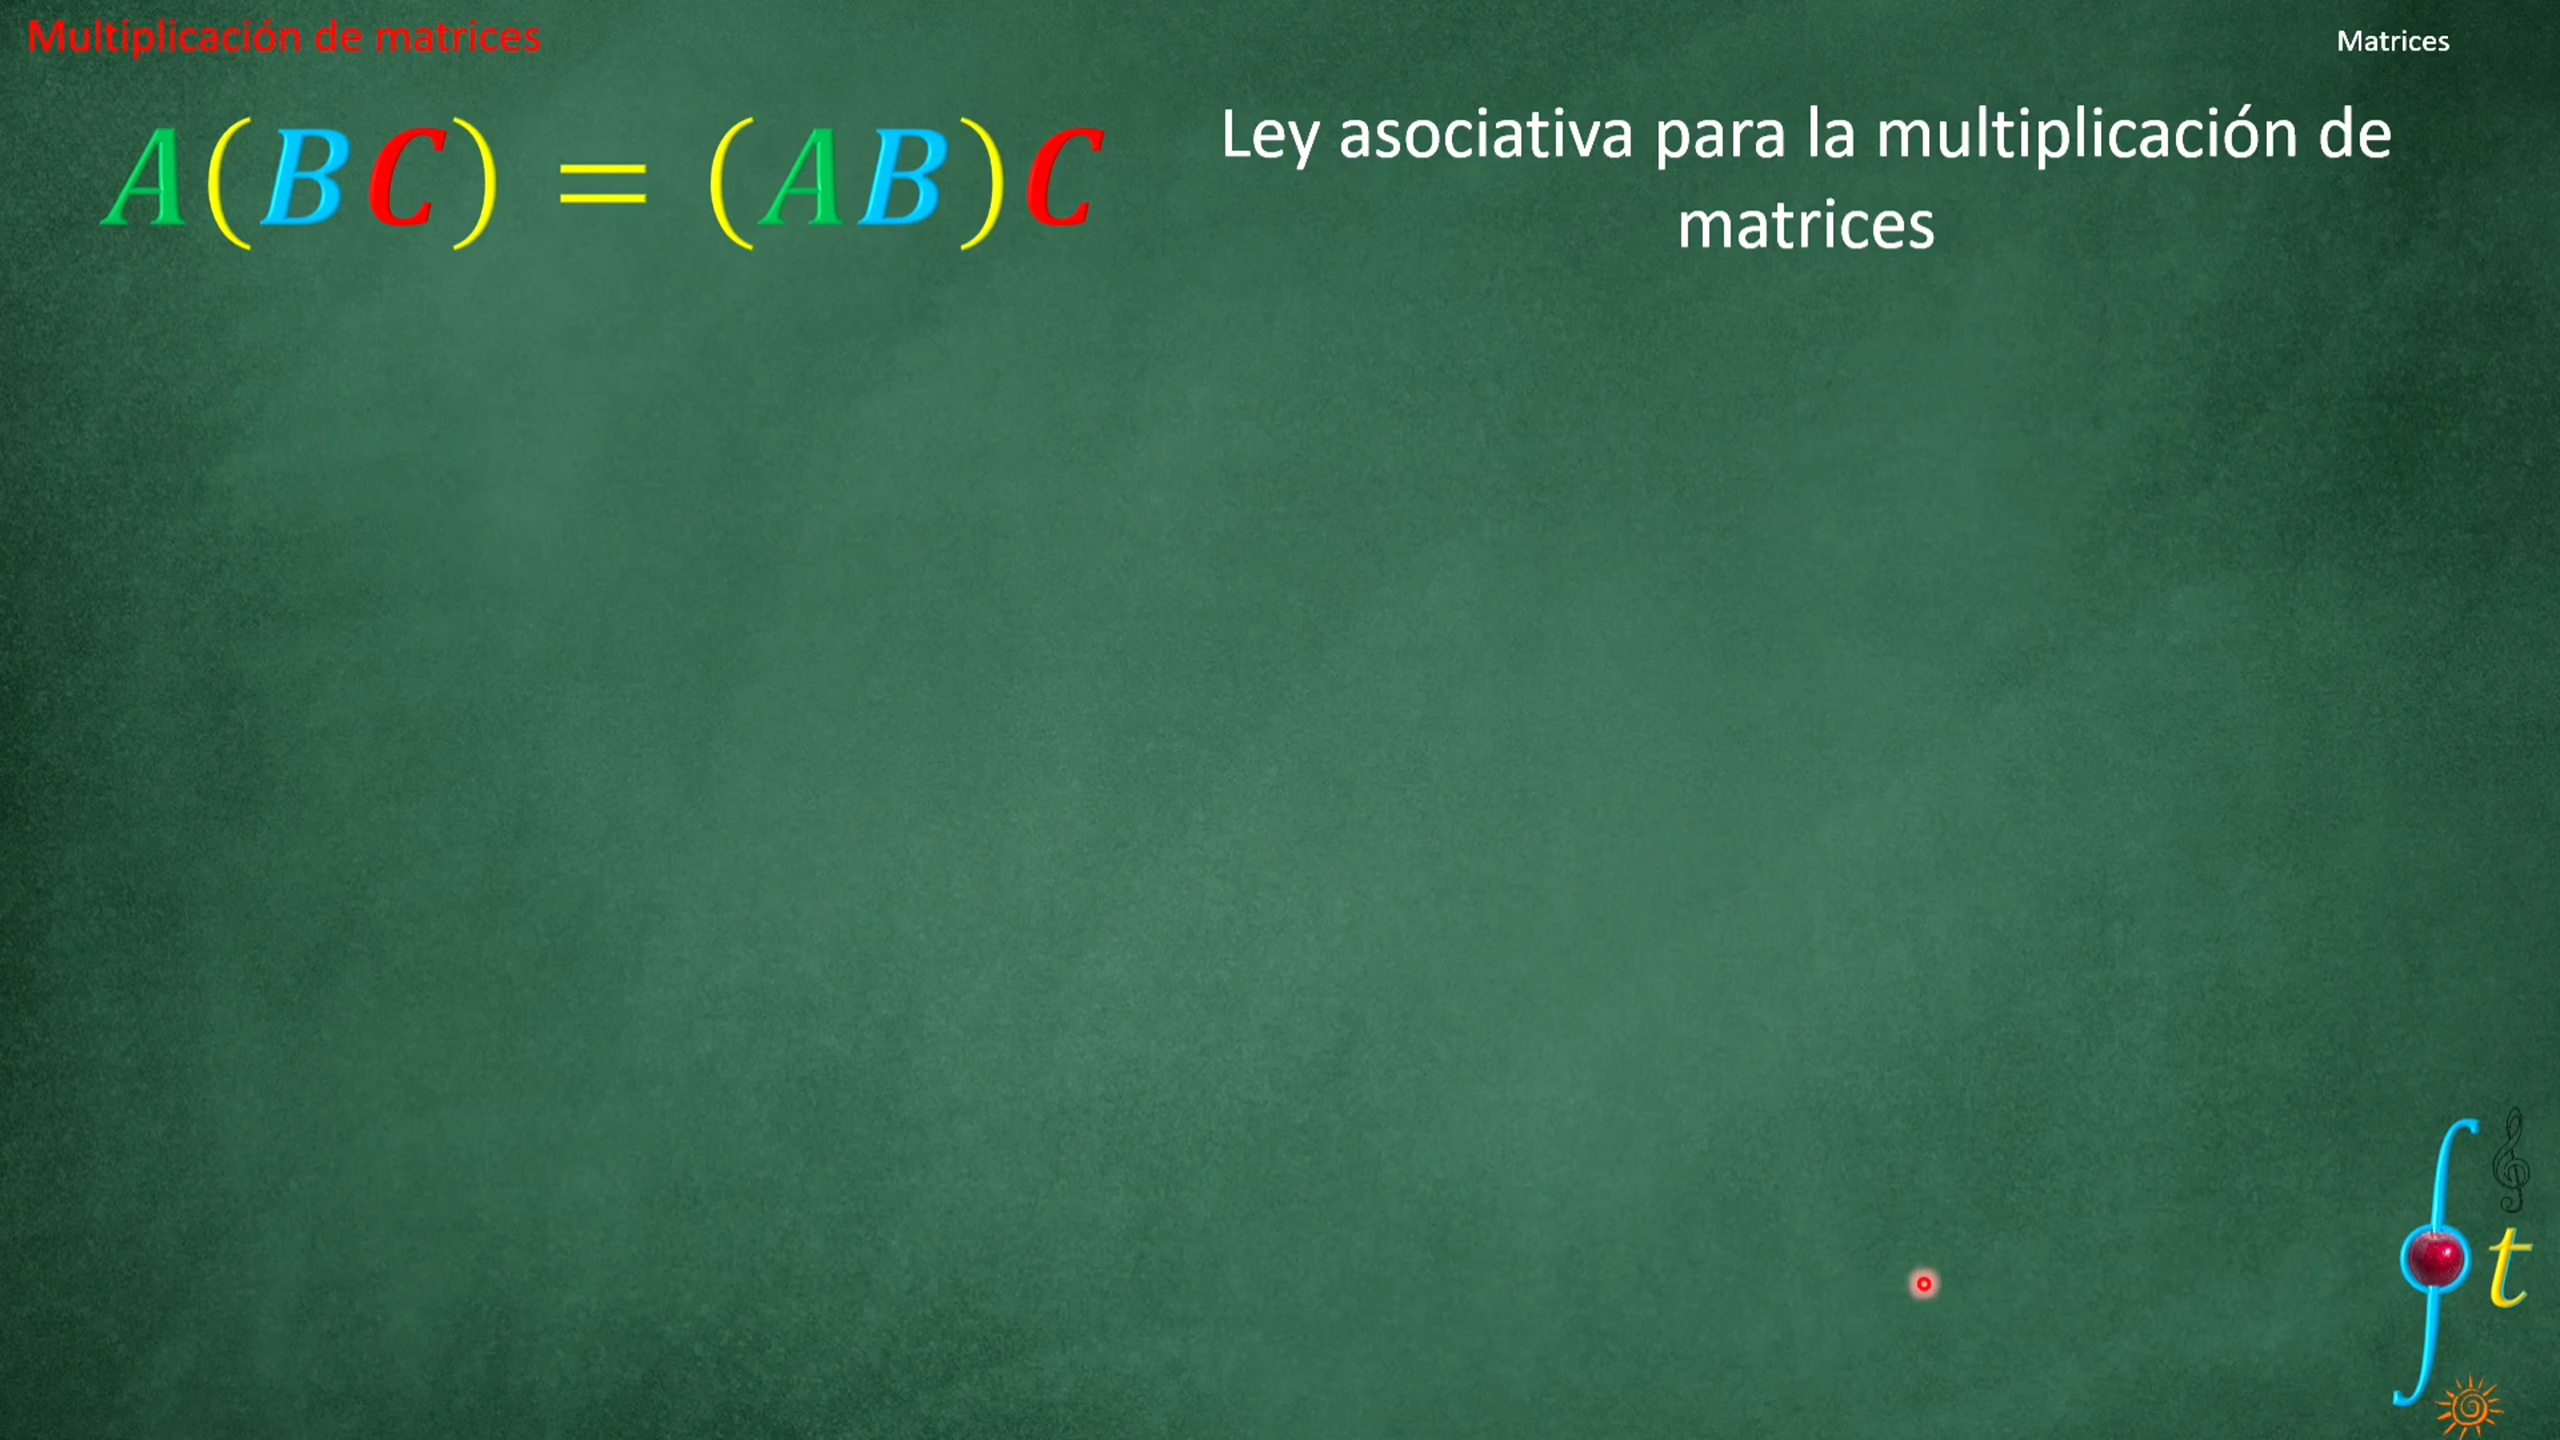 Multiplicación de matrices
Matrices
A(BC) = (AB)C
Ley asociativa para la multiplicación de
matrices
t